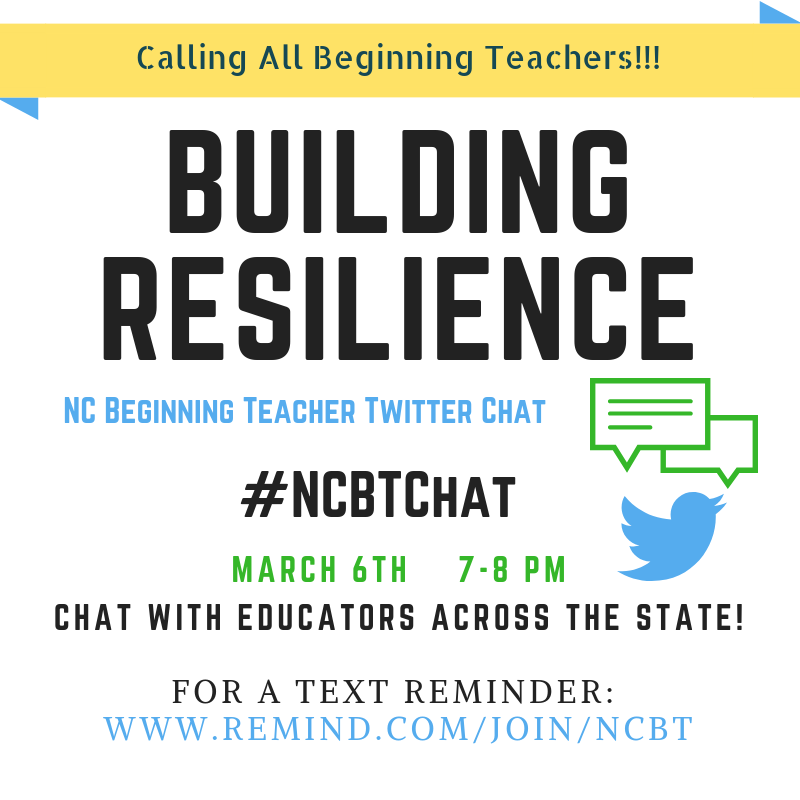 Calling All Beginning Teachers!!!
BUILDING
RESILIENCE
NC Beginning Teacher Twitter Chat
#NCBTChat
MARCH 6TH 7-8 PM
CHAT WITH EDUCATORS ACROSS THE STATE!
FOR A TEXT REMINDER:
WWW.REMIND.COM/JOIN/NCBT